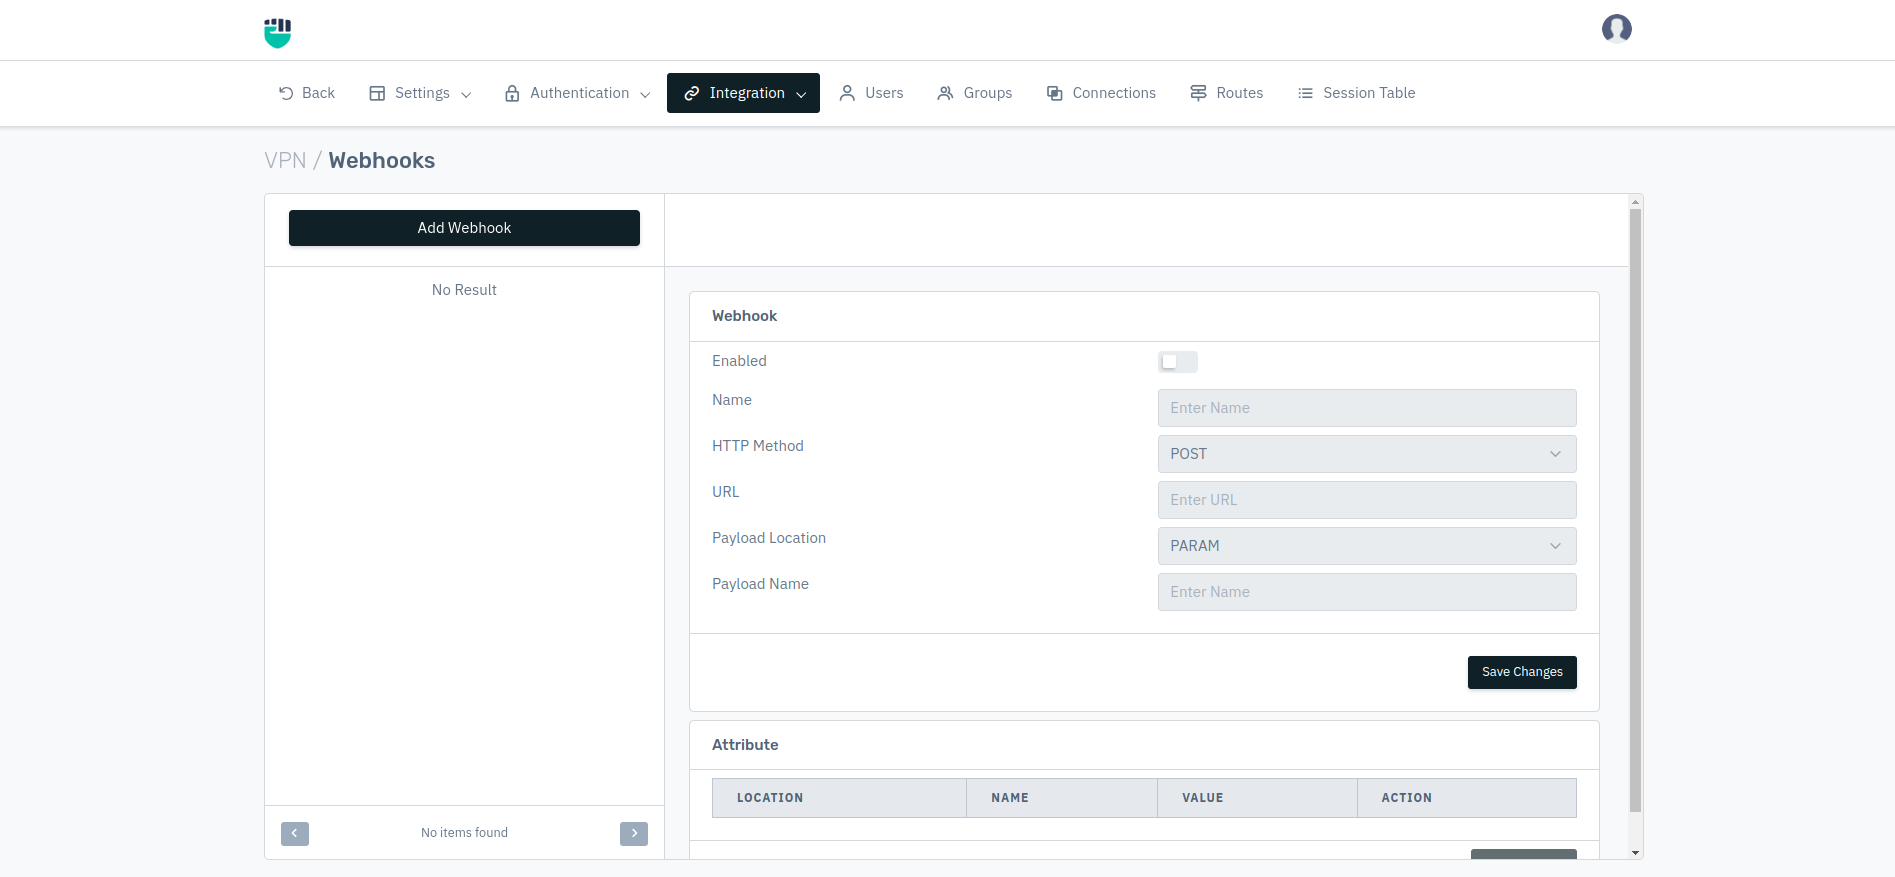 Back Settings Authentication Integration Users Groups Connections Routes Session Table
VPN / Webhooks
Add Webhook
No Result
No items found
Webhook
Enabled
Name Enter Name
HTTP Method POST
URL Enter URL
Payload Location PARAM
Payload Name Enter Name
Save Changes
Attribute
LOCATION NAME VALUE ACTION